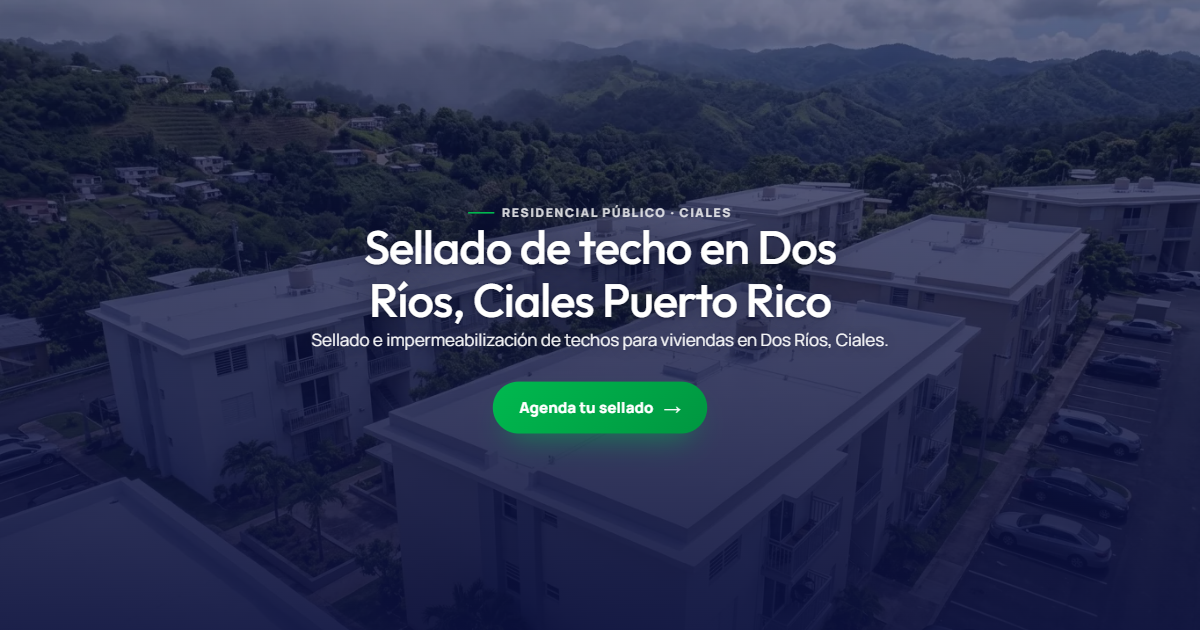 RESIDENCIAL PÚBLICO · CIALES
Sellado de techo en Dos
Ríos, Ciales Puerto Rico
Sellado e impermeabilización de techos para viviendas en Dos Ríos, Ciales.
Agenda tu sellado →